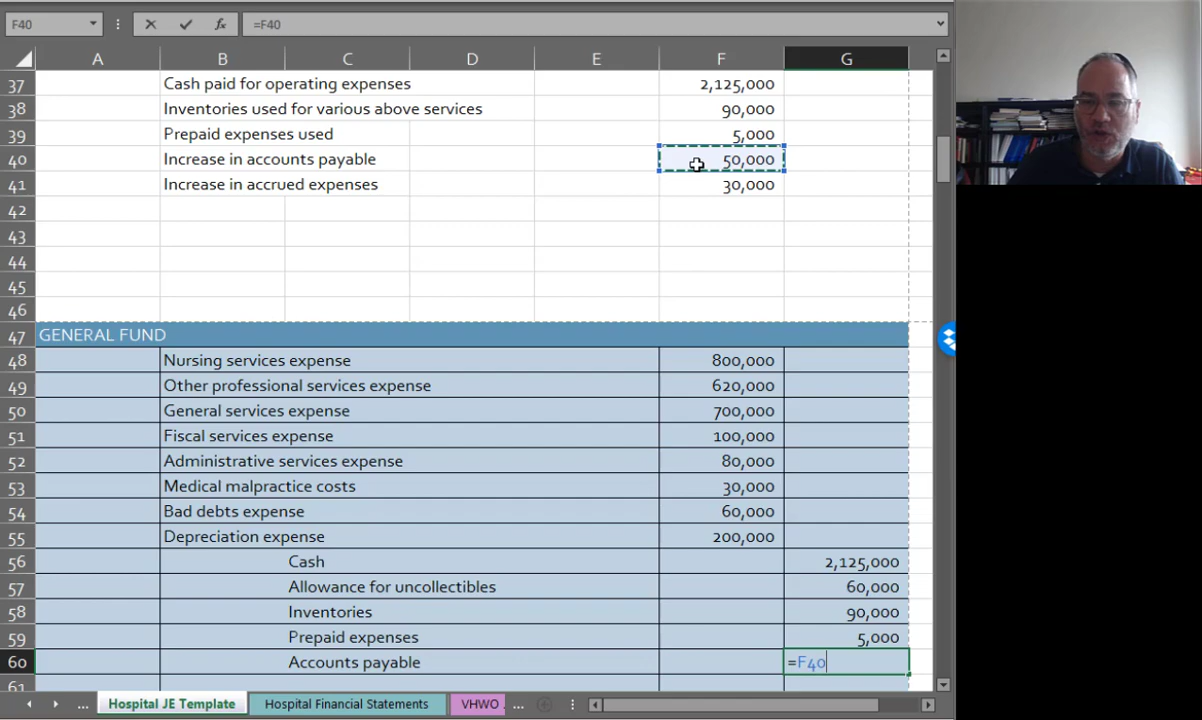 F40 =F40
A B C D E F G
37 Cash paid for operating expenses 2,125,000
38 Inventories used for various above services 90,000
39 Prepaid expenses used 5,000
40 Increase in accounts payable 50,000
41 Increase in accrued expenses 30,000
42
43
44
45
46
47 GENERAL FUND
48 Nursing services expense 800,000
49 Other professional services expense 620,000
50 General services expense 700,000
51 Fiscal services expense 100,000
52 Administrative services expense 80,000
53 Medical malpractice costs 30,000
54 Bad debts expense 60,000
55 Depreciation expense 200,000
56 Cash 2,125,000
57 Allowance for uncollectibles 60,000
58 Inventories 90,000
59 Prepaid expenses 5,000
60 Accounts payable =F40
61
... Hospital JE Template Hospital Financial Statements VHWO ...